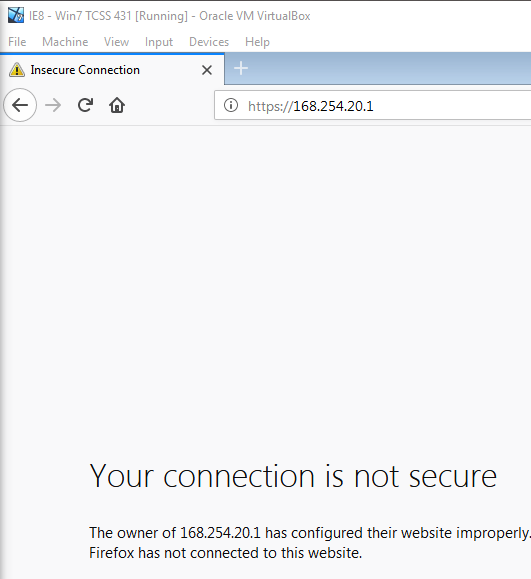 IE8 - Win7 TCSS 431 [Running] - Oracle VM VirtualBox
File Machine View Input Devices Help
Insecure Connection
https://168.254.20.1
Your connection is not secure
The owner of 168.254.20.1 has configured their website improperly.
Firefox has not connected to this website.